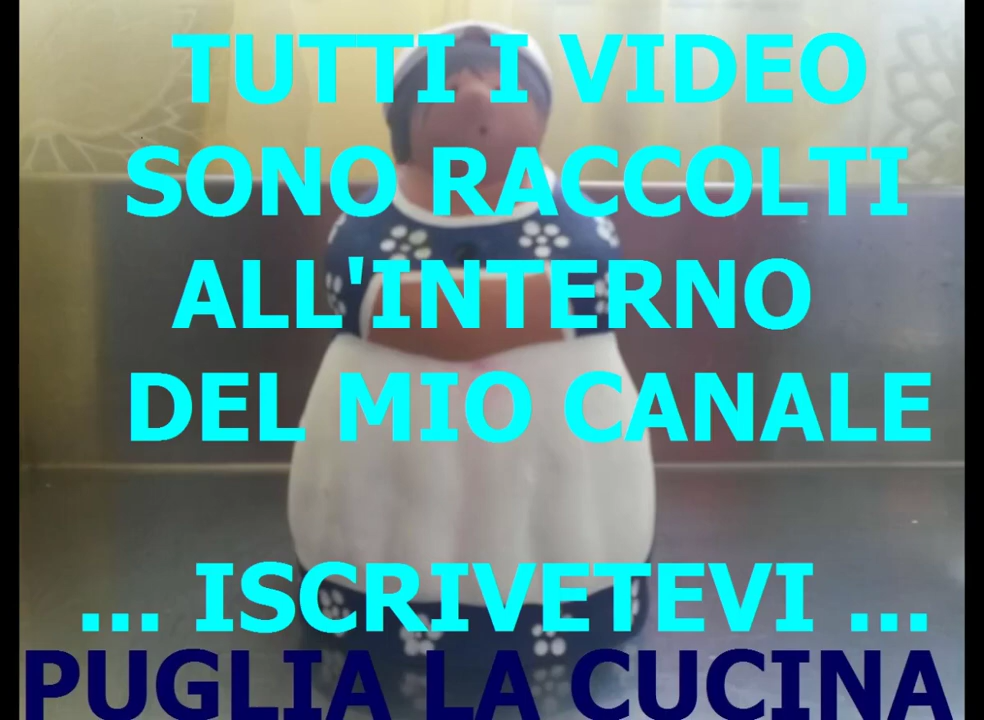 TUTTI I VIDEO
SONO RACCOLTI
ALL'INTERNO
DEL MIO CANALE
... ISCRIVETEVI ...
PUGLIA LA CUCINA